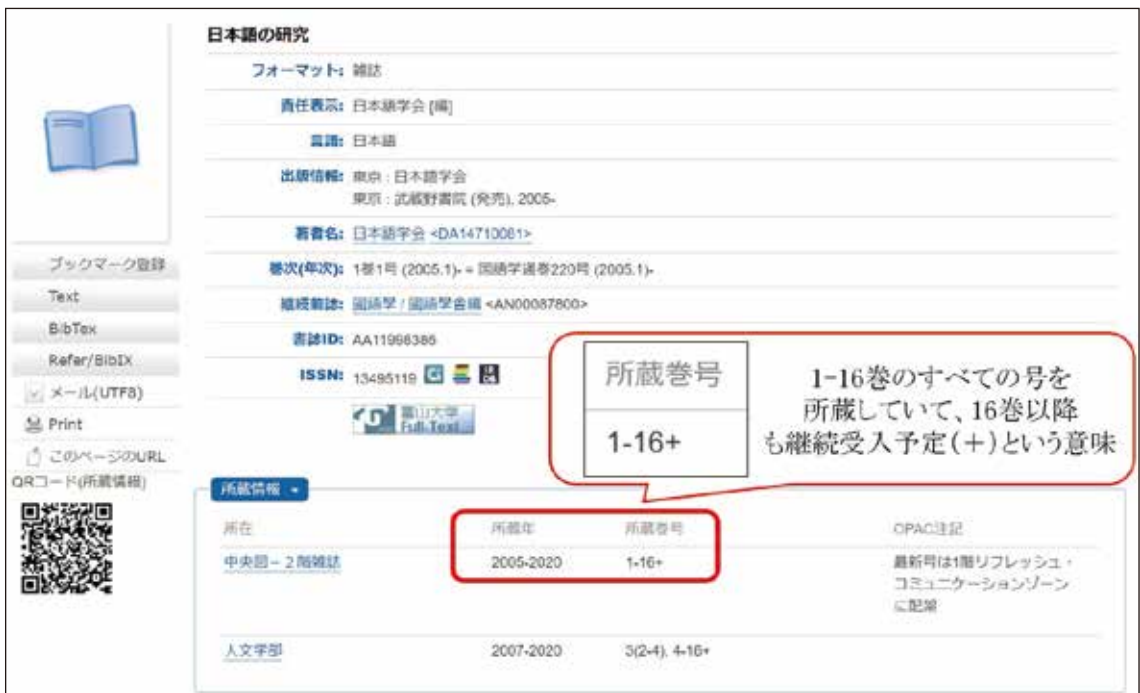 日本語の研究
フォーマット: 雑誌
責任表示: 日本語学会 [編]
言語: 日本語
出版情報: 東京 : 日本語学会
東京 : 武蔵野書院 (発売), 2005-
著者名: 日本語学会 <DA14710081>
巻次(年次): 1巻1号 (2005.1)- = 国語学通巻220号 (2005.1)-
継続前誌: 國語學 / 國語學會編 <AN00087800>
書誌ID: AA11998386
ISSN: 13495119
富山大学
Full-Text
ブックマーク登録
Text
BibTex
Refer/BibIX
メール(UTF8)
Print
このページのURL
QRコード(所蔵情報)
所蔵巻号
1-16+
1-16巻のすべての号を
所蔵していて、16巻以降
も継続受入予定(+)という意味
所蔵情報
所在 所蔵年 所蔵巻号 OPAC注記
中央図-2階雑誌 2005-2020 1-16+ 最新号は1階リフレッシュ・
コミュニケーションゾーン
に配架
人文学部 2007-2020 3(2-4), 4-16+